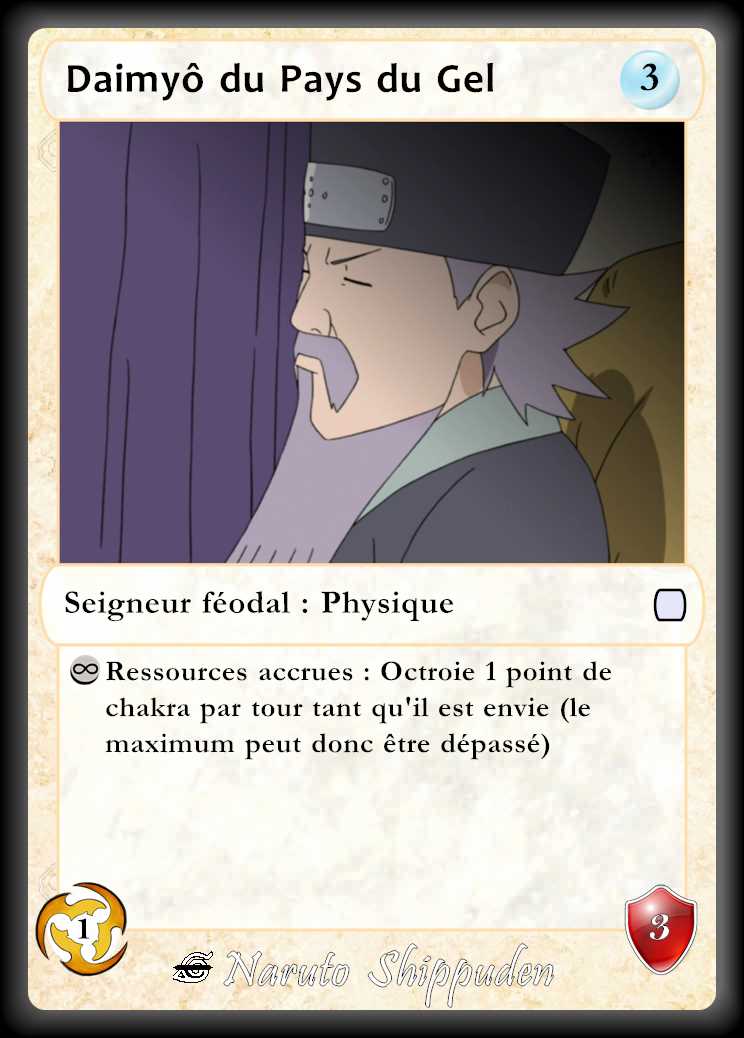 Daimyô du Pays du Gel
3
Seigneur féodal : Physique
Ressources accrues : Octroie 1 point de
chakra par tour tant qu'il est envie (le
maximum peut donc être dépassé)
1
3
Naruto Shippuden